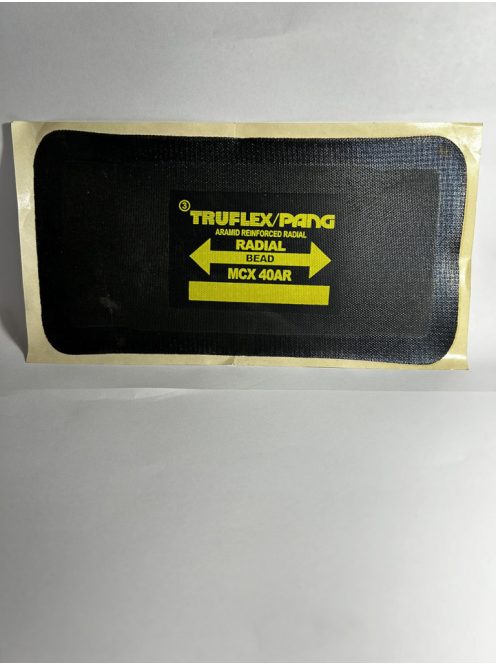 ③ TRUFLEX/PANG
ARAMID REINFORCED RADIAL
RADIAL
BEAD
MCX 40AR